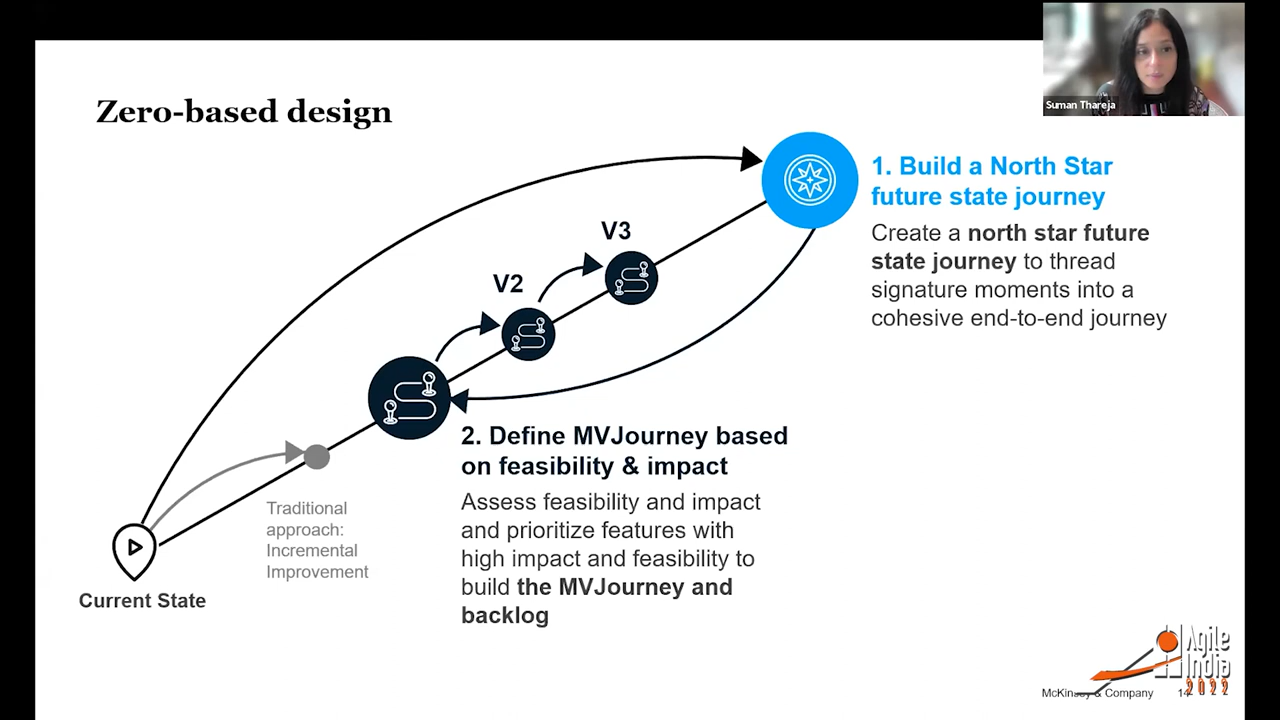 Suman Thareja
Zero-based design
1. Build a North Star
future state journey
Create a north star future
state journey to thread
signature moments into a
cohesive end-to-end journey
V3
V2
2. Define MVJourney based
on feasibility & impact
Assess feasibility and impact
and prioritize features with
high impact and feasibility to
build the MVJourney and
backlog
Traditional
approach:
Incremental
Improvement
Current State
Agile
India
2022
McKinsey & Company